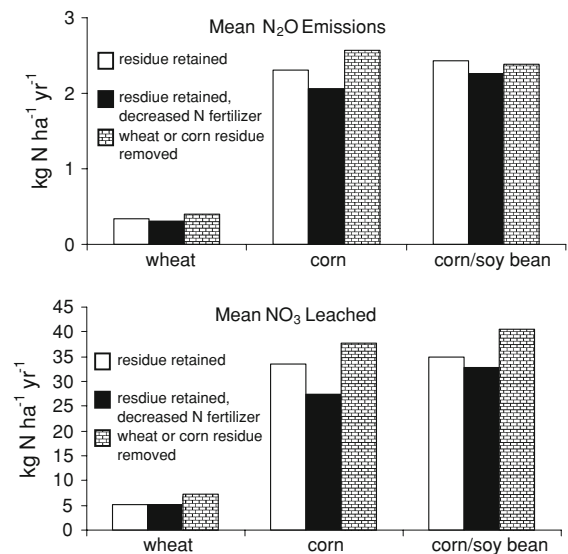 Mean N₂O Emissions
3
2
1
0
kg N ha⁻¹ yr⁻¹
residue retained
resdiue retained,
decreased N fertilizer
wheat or corn residue
removed
wheat corn corn/soy bean
Mean NO₃ Leached
45
40
35
30
25
20
15
10
5
0
kg N ha⁻¹ yr⁻¹
residue retained
resdiue retained,
decreased N fertilizer
wheat or corn residue
removed
wheat corn corn/soy bean